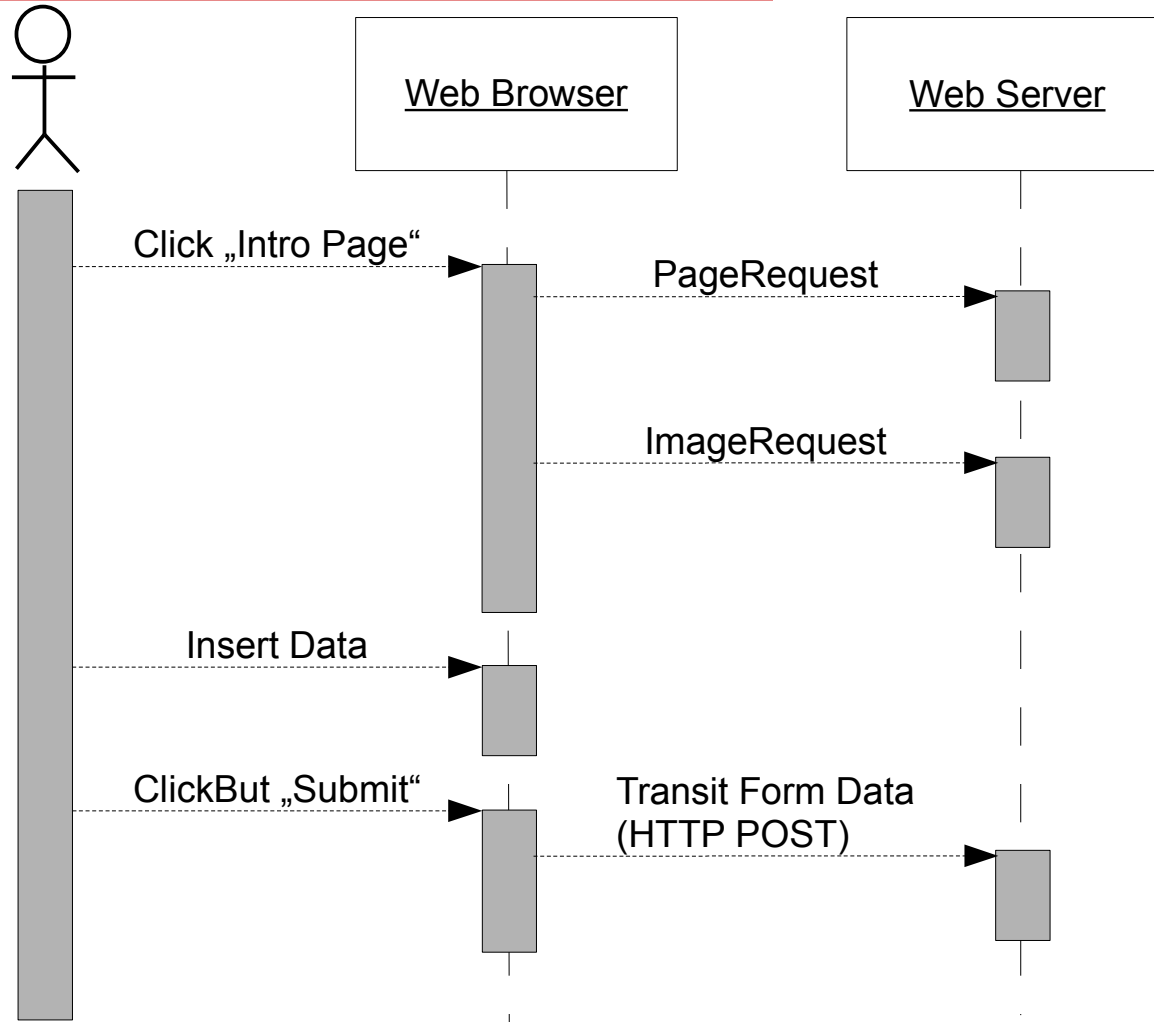 Web Browser
Web Server
Click „Intro Page“
PageRequest
ImageRequest
Insert Data
ClickBut „Submit“
Transit Form Data
(HTTP POST)